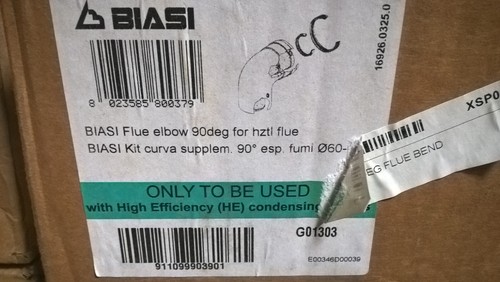 BIASI
16926.0325.0
CC
8 023585 800379
BIASI Flue elbow 90deg for hztl flue
BIASI Kit curva supplem. 90° esp. fumi Ø60-
XSP0
EG FLUE BEND
ONLY TO BE USED
with High Efficiency (HE) condensing
G01303
911099903901
E00346D00039